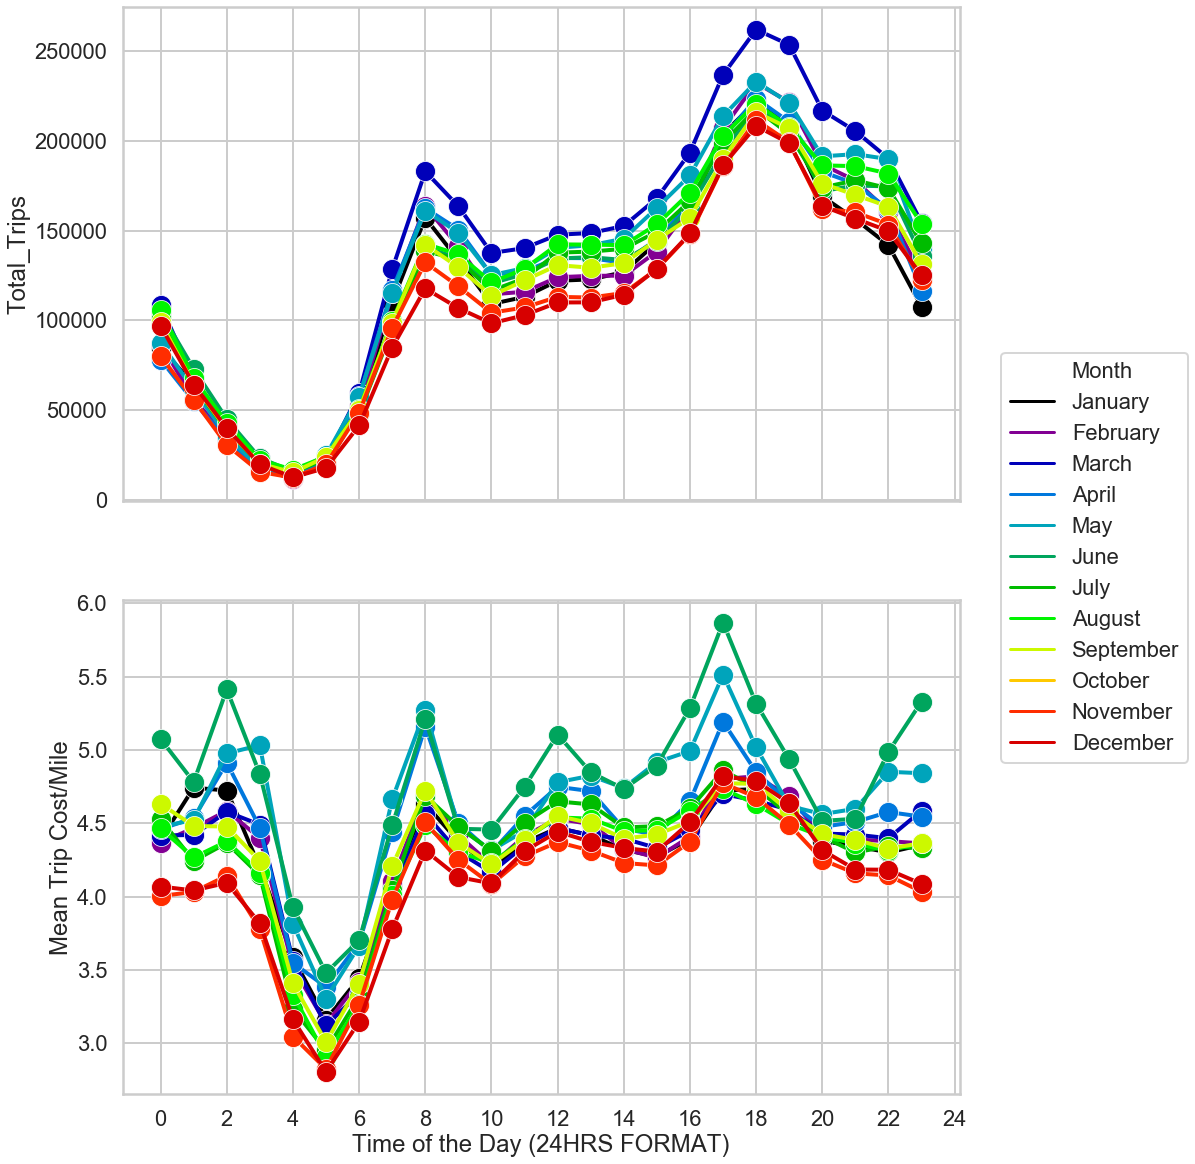 250000
200000
150000
100000
50000
0
Total_Trips
6.0
5.5
5.0
4.5
4.0
3.5
3.0
Mean Trip Cost/Mile
0 2 4 6 8 10 12 14 16 18 20 22 24
Time of the Day (24HRS FORMAT)
Month
January
February
March
April
May
June
July
August
September
October
November
December